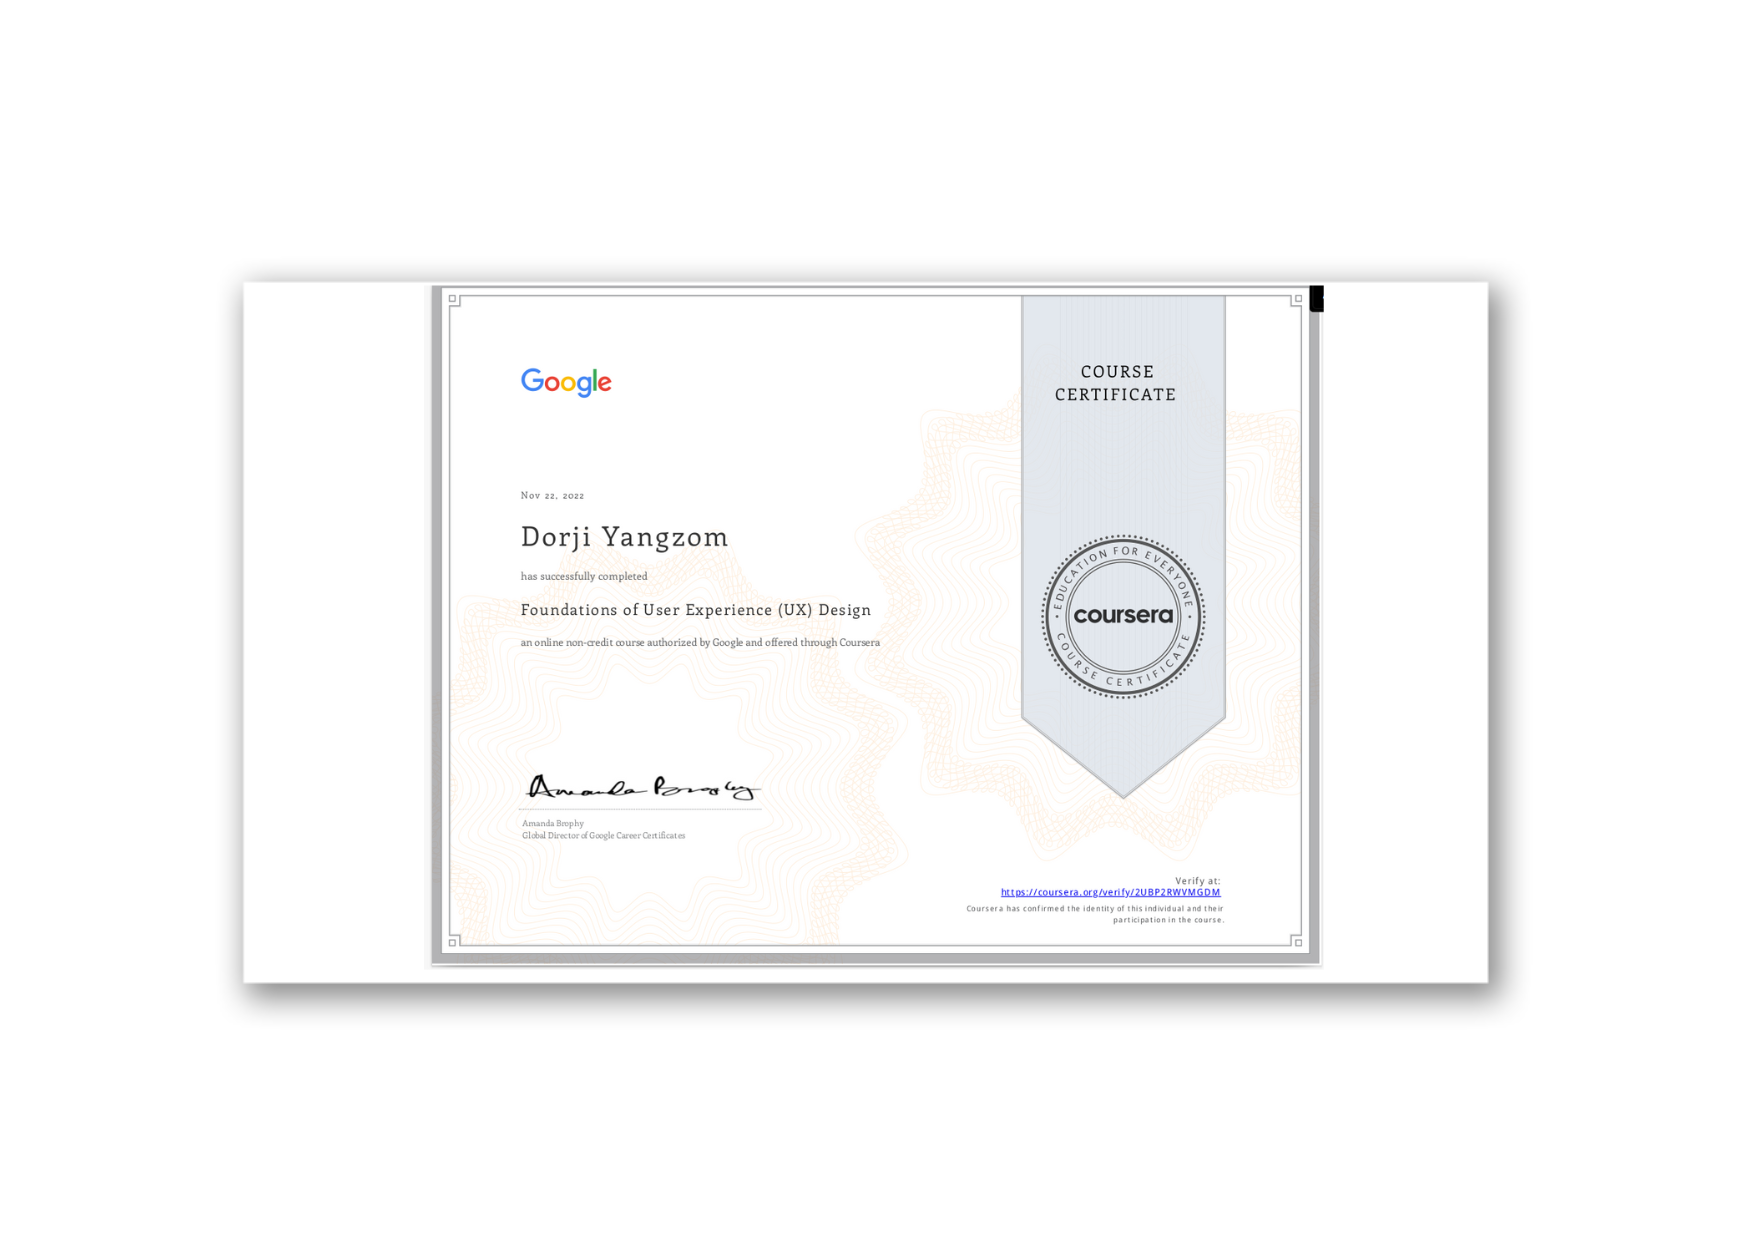 Google
COURSE
CERTIFICATE
Nov 22, 2022
Dorji Yangzom
has successfully completed
Foundations of User Experience (UX) Design
an online non-credit course authorized by Google and offered through Coursera
EDUCATION FOR EVERYONE
coursera
COURSE CERTIFICATE
Amanda Brophy
Amanda Brophy
Global Director of Google Career Certificates
Verify at:
https://coursera.org/verify/2UBP2RWVMGDM
Coursera has confirmed the identity of this individual and their
participation in the course.